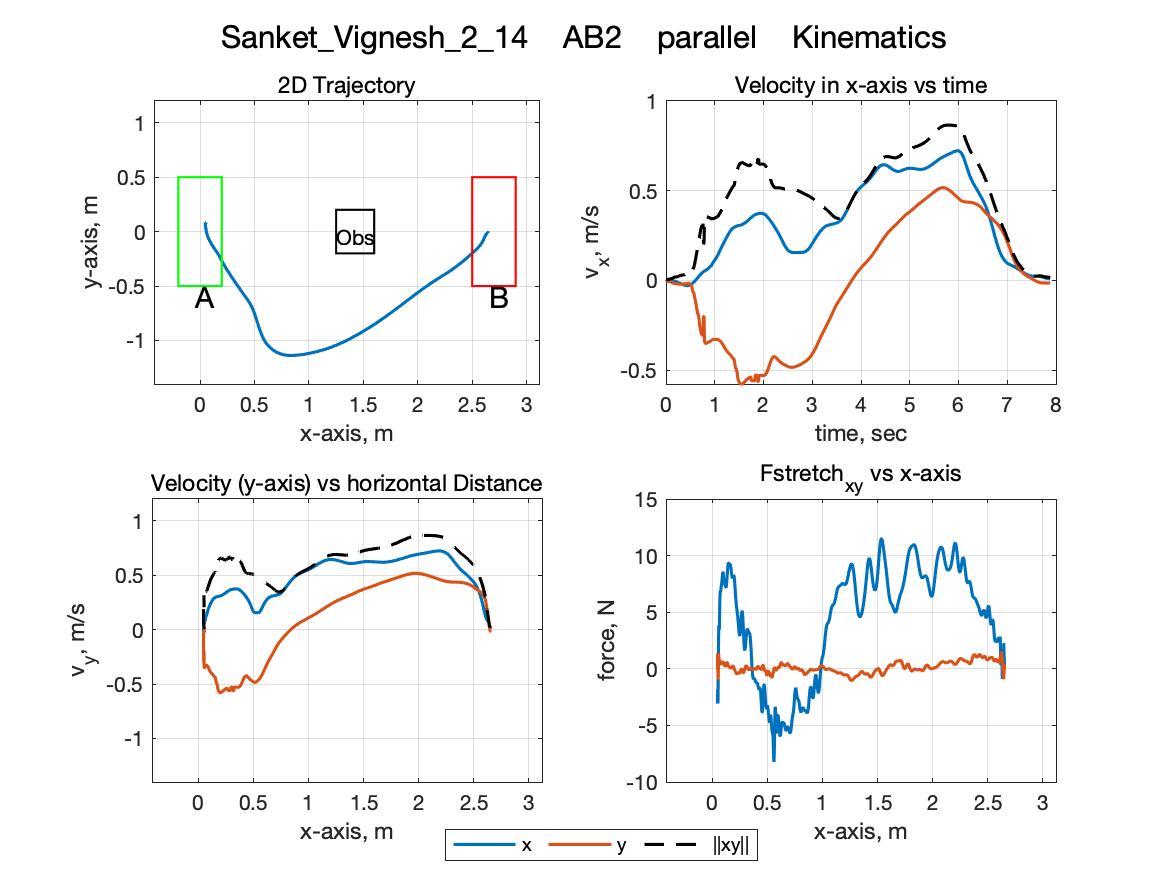 Sanket_Vignesh_2_14 AB2 parallel Kinematics
2D Trajectory
1
0.5
0
-0.5
-1
y-axis, m
Obs
A
B
0 0.5 1 1.5 2 2.5 3
x-axis, m
Velocity in x-axis vs time
1
0.5
0
-0.5
vx, m/s
0 1 2 3 4 5 6 7 8
time, sec
Velocity (y-axis) vs horizontal Distance
1
0.5
0
-0.5
-1
vy, m/s
0 0.5 1 1.5 2 2.5 3
x-axis, m
Fstretchxy vs x-axis
15
10
5
0
-5
-10
force, N
0 0.5 1 1.5 2 2.5 3
x-axis, m
x y ||xy||